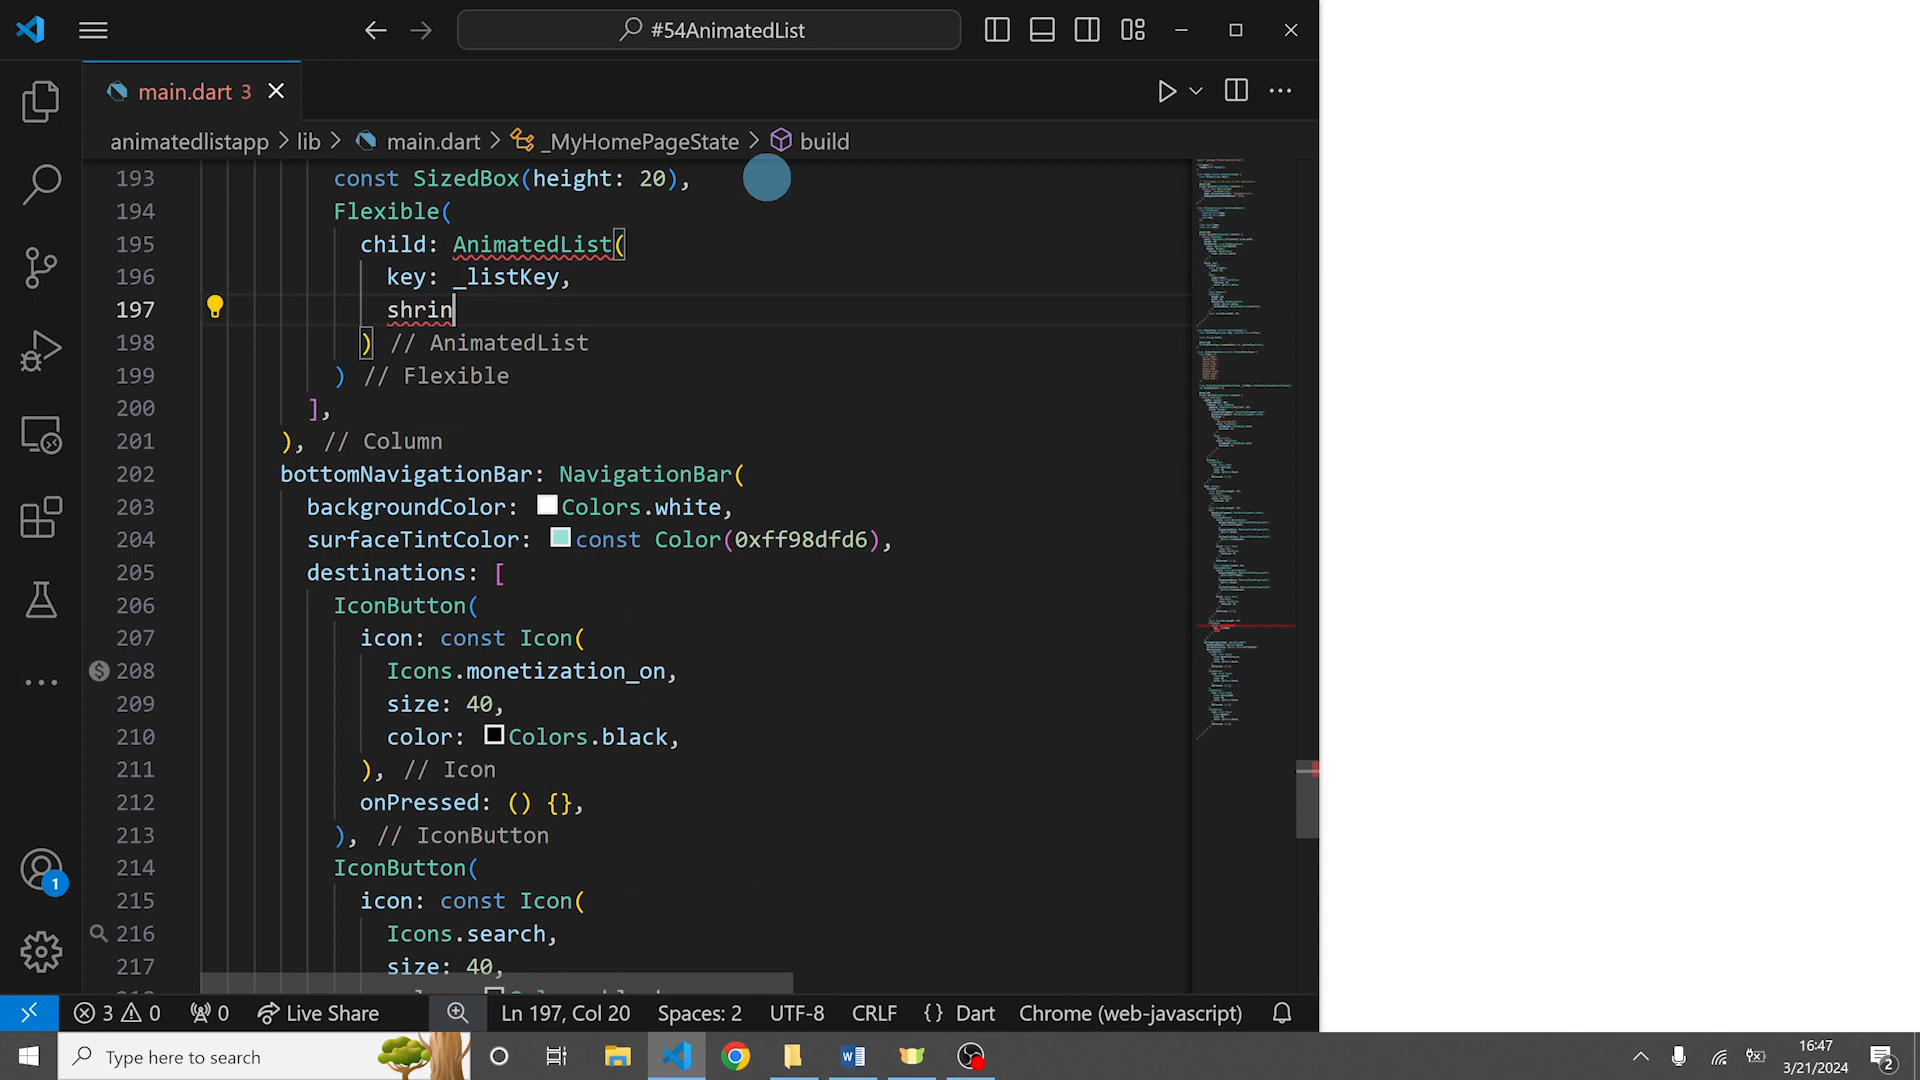 #54AnimatedList
main.dart 3
animatedlistapp lib main.dart _MyHomePageState build
193 const SizedBox(height: 20),
194 Flexible(
195 child: AnimatedList(
196 key: _listKey,
197 shrin
198 ) // AnimatedList
199 ) // Flexible
200 ],
201 ), // Column
202 bottomNavigationBar: NavigationBar(
203 backgroundColor: Colors.white,
204 surfaceTintColor: const Color(0xff98dfd6),
205 destinations: [
206 IconButton(
207 icon: const Icon(
208 Icons.monetization_on,
209 size: 40,
210 color: Colors.black,
211 ), // Icon
212 onPressed: () {},
213 ), // IconButton
214 IconButton(
215 icon: const Icon(
216 Icons.search,
217 size: 40,
1
3 0 0 Live Share Ln 197, Col 20 Spaces: 2 UTF-8 CRLF {} Dart Chrome (web-javascript)
Type here to search
16:47
3/21/2024
2